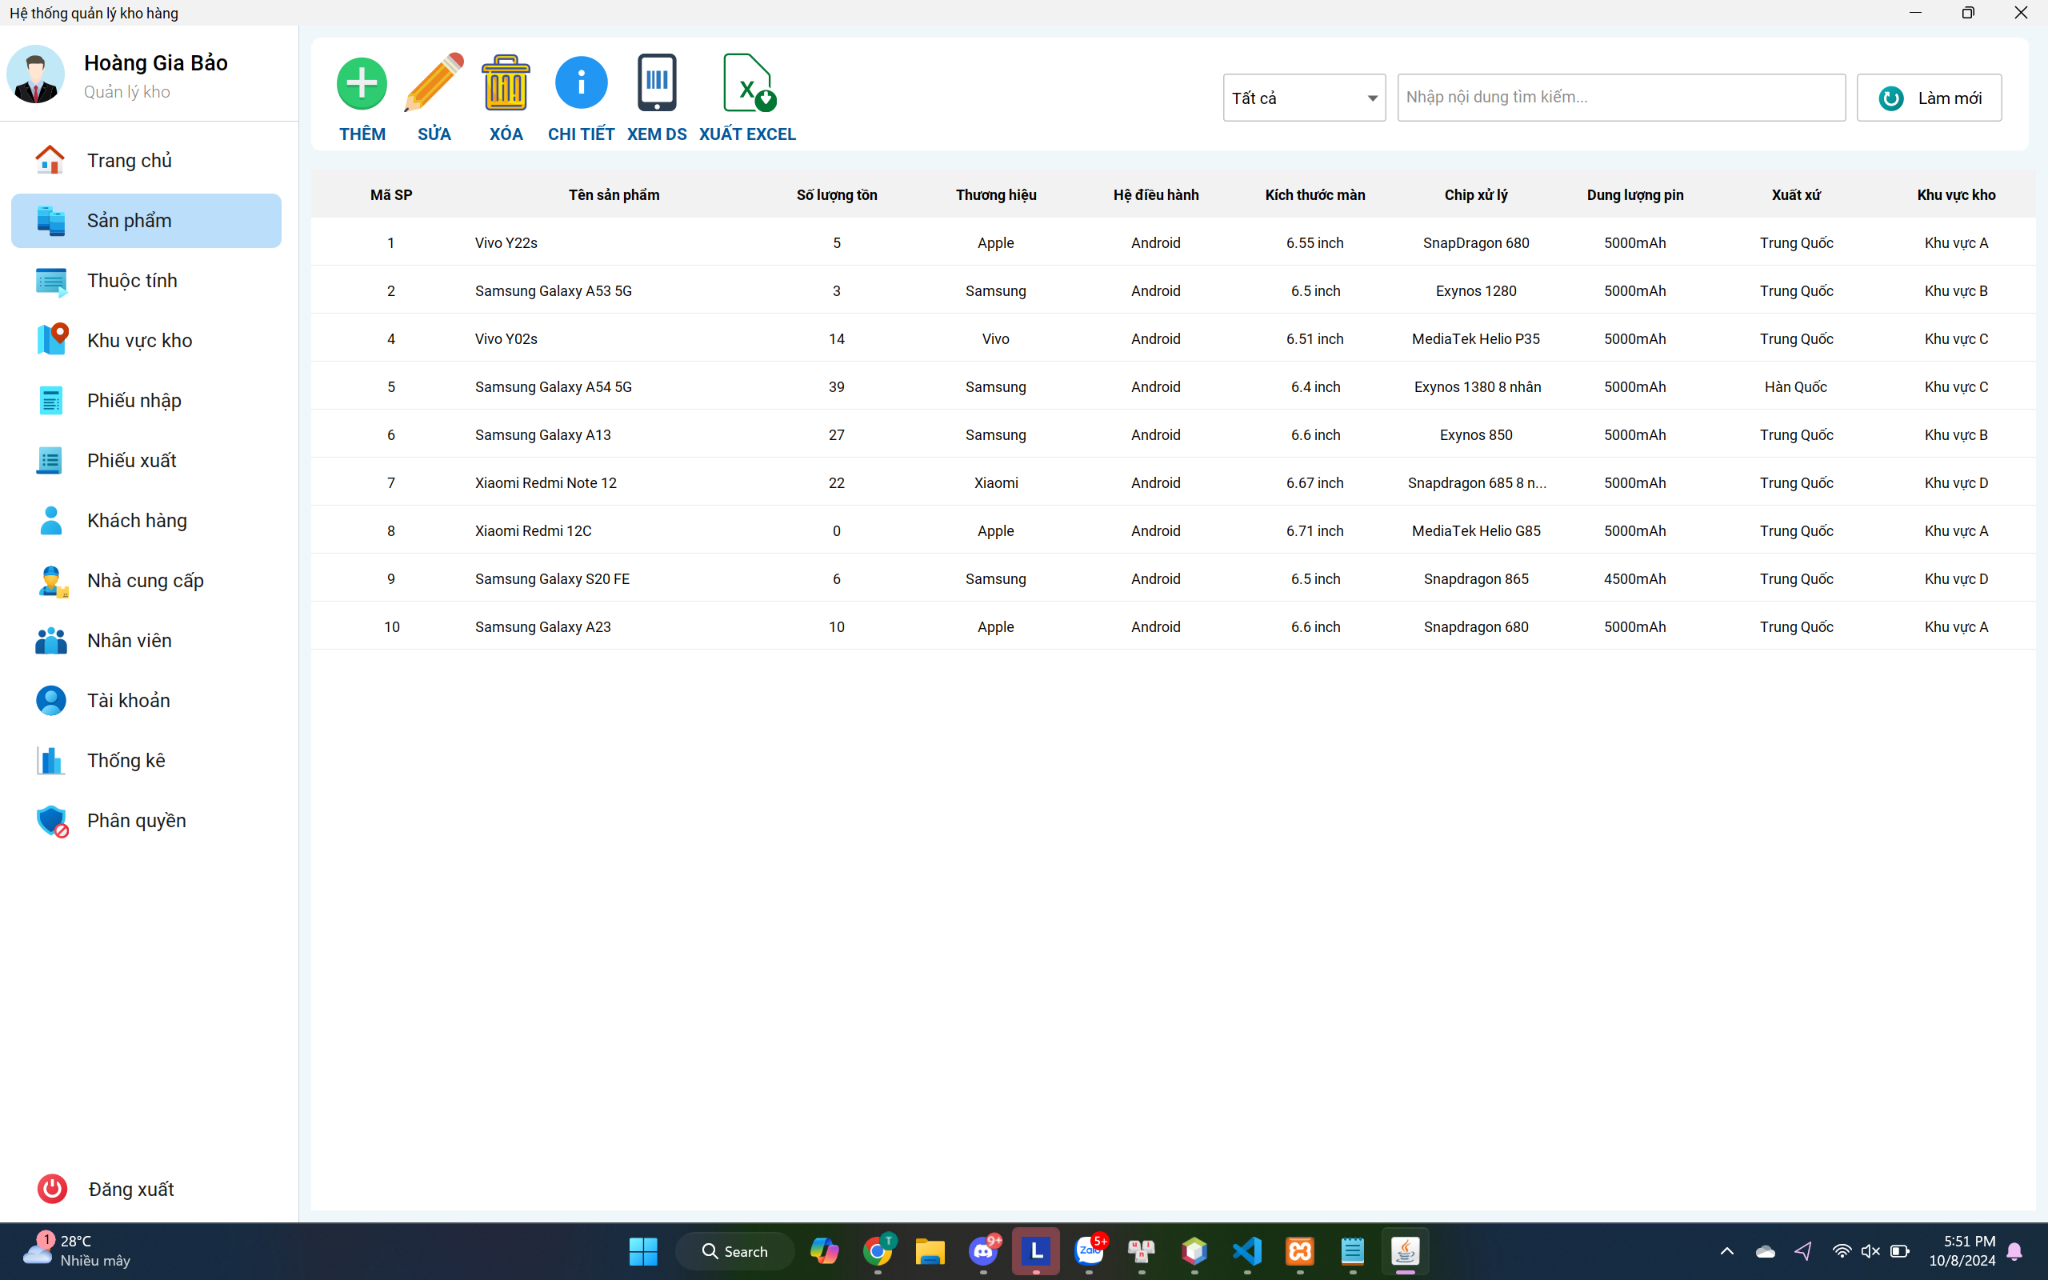 Hệ thống quản lý kho hàng
Hoàng Gia Bảo
Quản lý kho
Trang chủ
Sản phẩm
Thuộc tính
Khu vực kho
Phiếu nhập
Phiếu xuất
Khách hàng
Nhà cung cấp
Nhân viên
Tài khoản
Thống kê
Phân quyền
Đăng xuất
THÊM SỬA XÓA CHI TIẾT XEM DS XUẤT EXCEL
Tất cả Nhập nội dung tìm kiếm... Làm mới
Mã SP Tên sản phẩm Số lượng tồn Thương hiệu Hệ điều hành Kích thước màn Chip xử lý Dung lượng pin Xuất xứ Khu vực kho
1 Vivo Y22s 5 Apple Android 6.55 inch SnapDragon 680 5000mAh Trung Quốc Khu vực A
2 Samsung Galaxy A53 5G 3 Samsung Android 6.5 inch Exynos 1280 5000mAh Trung Quốc Khu vực B
4 Vivo Y02s 14 Vivo Android 6.51 inch MediaTek Helio P35 5000mAh Trung Quốc Khu vực C
5 Samsung Galaxy A54 5G 39 Samsung Android 6.4 inch Exynos 1380 8 nhân 5000mAh Hàn Quốc Khu vực C
6 Samsung Galaxy A13 27 Samsung Android 6.6 inch Exynos 850 5000mAh Trung Quốc Khu vực B
7 Xiaomi Redmi Note 12 22 Xiaomi Android 6.67 inch Snapdragon 685 8 n... 5000mAh Trung Quốc Khu vực D
8 Xiaomi Redmi 12C 0 Apple Android 6.71 inch MediaTek Helio G85 5000mAh Trung Quốc Khu vực A
9 Samsung Galaxy S20 FE 6 Samsung Android 6.5 inch Snapdragon 865 4500mAh Trung Quốc Khu vực D
10 Samsung Galaxy A23 10 Apple Android 6.6 inch Snapdragon 680 5000mAh Trung Quốc Khu vực A
1 28°C
Nhiều mây
Search
T
9+
L
Zalo 5+
5:51 PM
10/8/2024